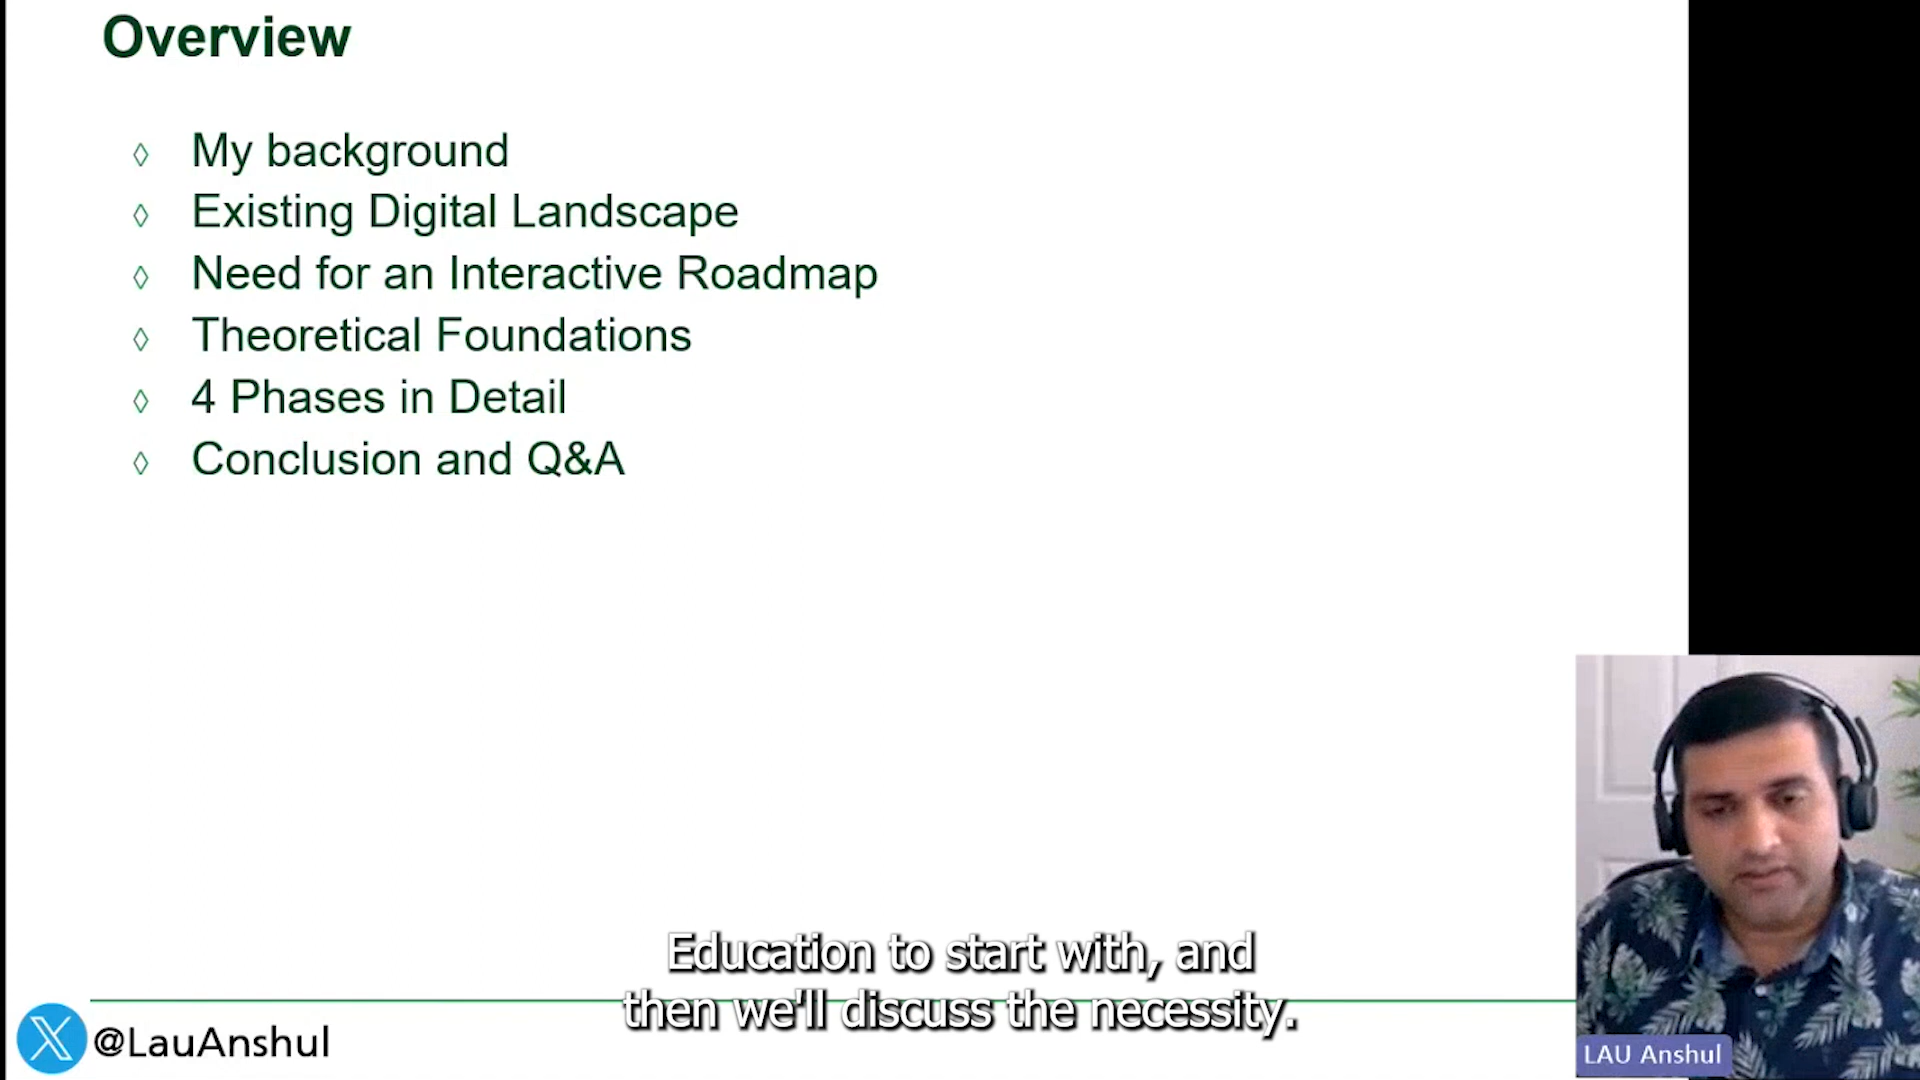 Overview
My background
Existing Digital Landscape
Need for an Interactive Roadmap
Theoretical Foundations
4 Phases in Detail
Conclusion and Q&A
Education to start with, and
then we'll discuss the necessity.
@LauAnshul
LAU Anshul